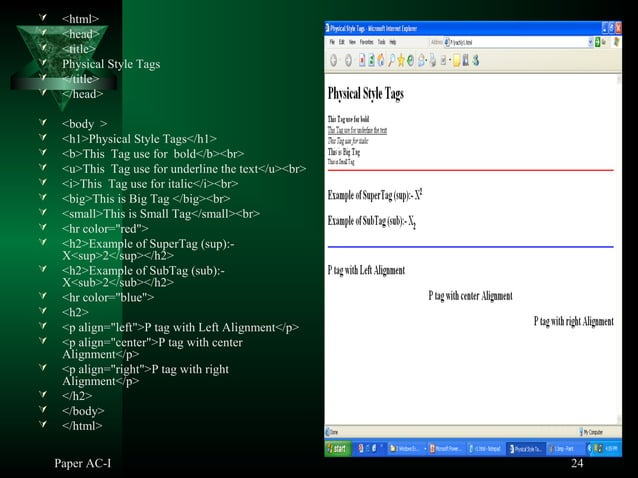 <html>
<head>
<title>
Physical Style Tags
</title>
</head>
<body >
<h1>Physical Style Tags</h1>
<b>This  Tag use for  bold</b><br>
<u>This  Tag use for underline the text</u><br>
<i>This  Tag use for italic</i><br>
<big>This is Big Tag </big><br>
<small>This is Small Tag</small><br>
<hr color="red">
<h2>Example of SuperTag (sup):-
X<sup>2</sup></h2>
<h2>Example of SubTag (sub):-
X<sub>2</sub></h2>
<hr color="blue">
<h2>
<p align="left">P tag with Left Alignment</p>
<p align="center">P tag with center
Alignment</p>
<p align="right">P tag with right
Alignment</p>
</h2>
</body>
</html>
Physical Style Tags - Microsoft Internet Explorer
File Edit View Favorites Tools Help Address
Physical Style Tags
This Tag use for bold
This Tag use for underline the text
This Tag use for italic
This is Big Tag
This is Small Tag
Example of SuperTag (sup):- X2
Example of SubTag (sub):- X2
P tag with Left Alignment
P tag with center Alignment
P tag with right Alignment
Done My Computer
start Physical Style Ta...
Paper AC-I 24